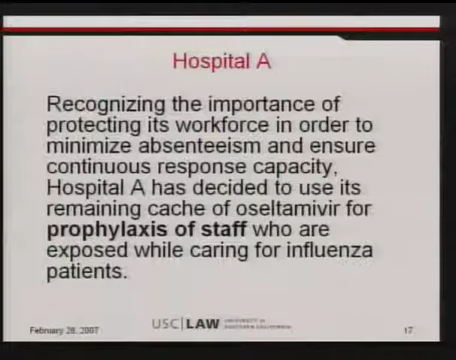 Hospital A
Recognizing the importance of
protecting its workforce in order to
minimize absenteeism and ensure
continuous response capacity,
Hospital A has decided to use its
remaining cache of oseltamivir for
prophylaxis of staff who are
exposed while caring for influenza
patients.
February 28, 2007
USC|LAW
17